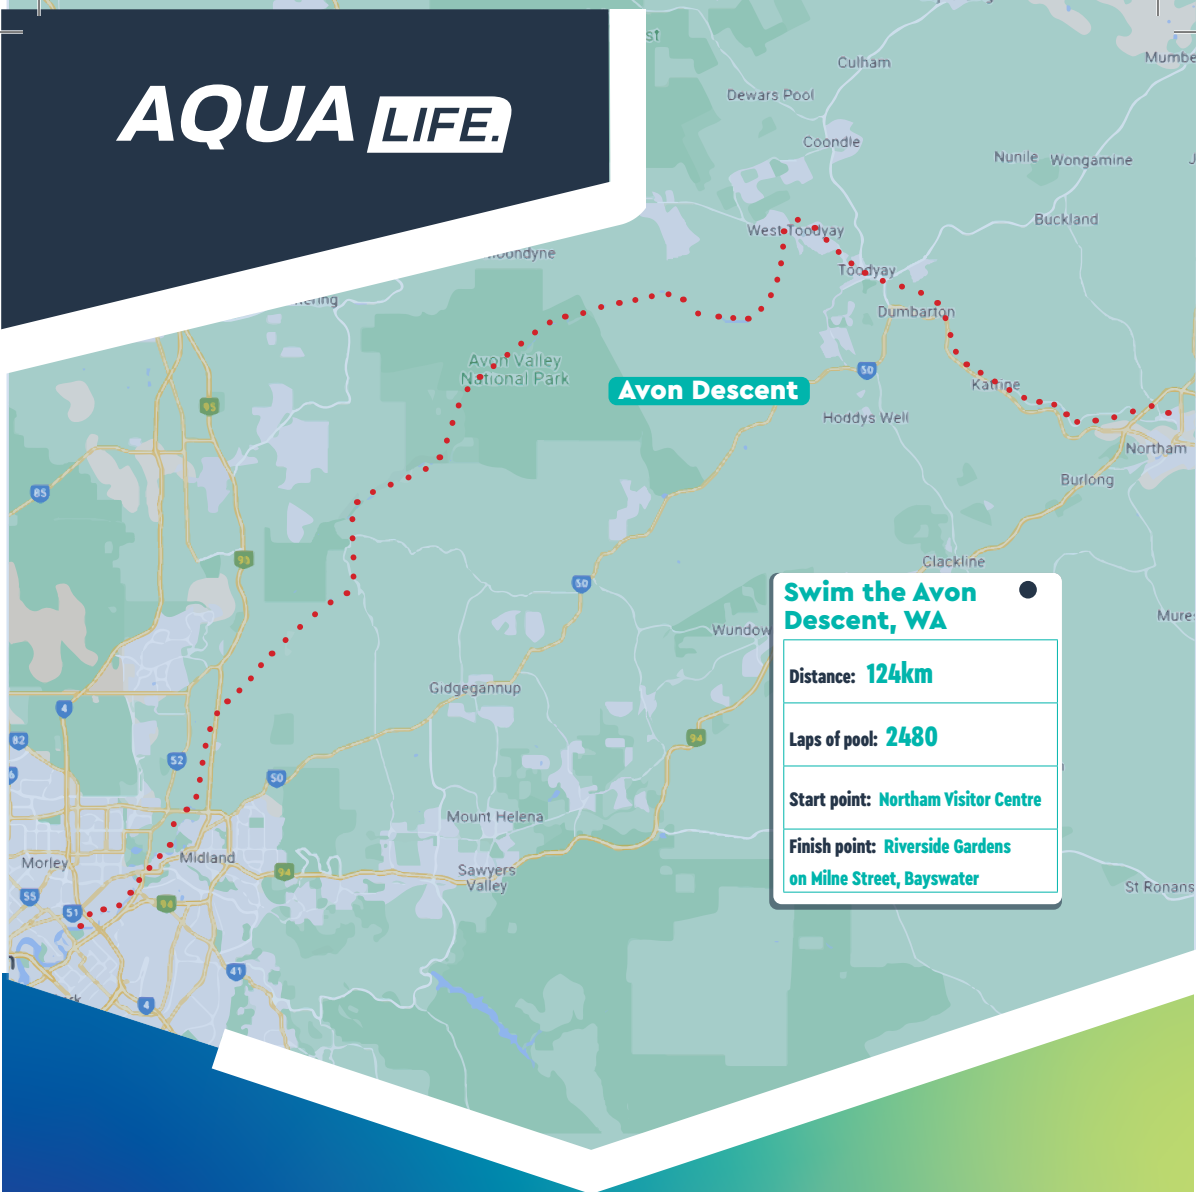 AQUA LIFE.
Culham
Dewars Pool
Coondle
Nunile
Wongamine
Buckland
West Toodyay
Toodyay
Dumbarton
Avon Valley
National Park
Avon Descent
50
Katrine
95
Hoddys Well
Northam
85
Burlong
95
Clackline
50
Swim the Avon
Descent, WA
Distance: 124km
Laps of pool: 2480
Start point: Northam Visitor Centre
Finish point: Riverside Gardens
on Milne Street, Bayswater
Gidgegannup
4
82
52
94
50
Mount Helena
Morley
Midland
94
Sawyers
Valley
55
51
94
St Ronans
41
4